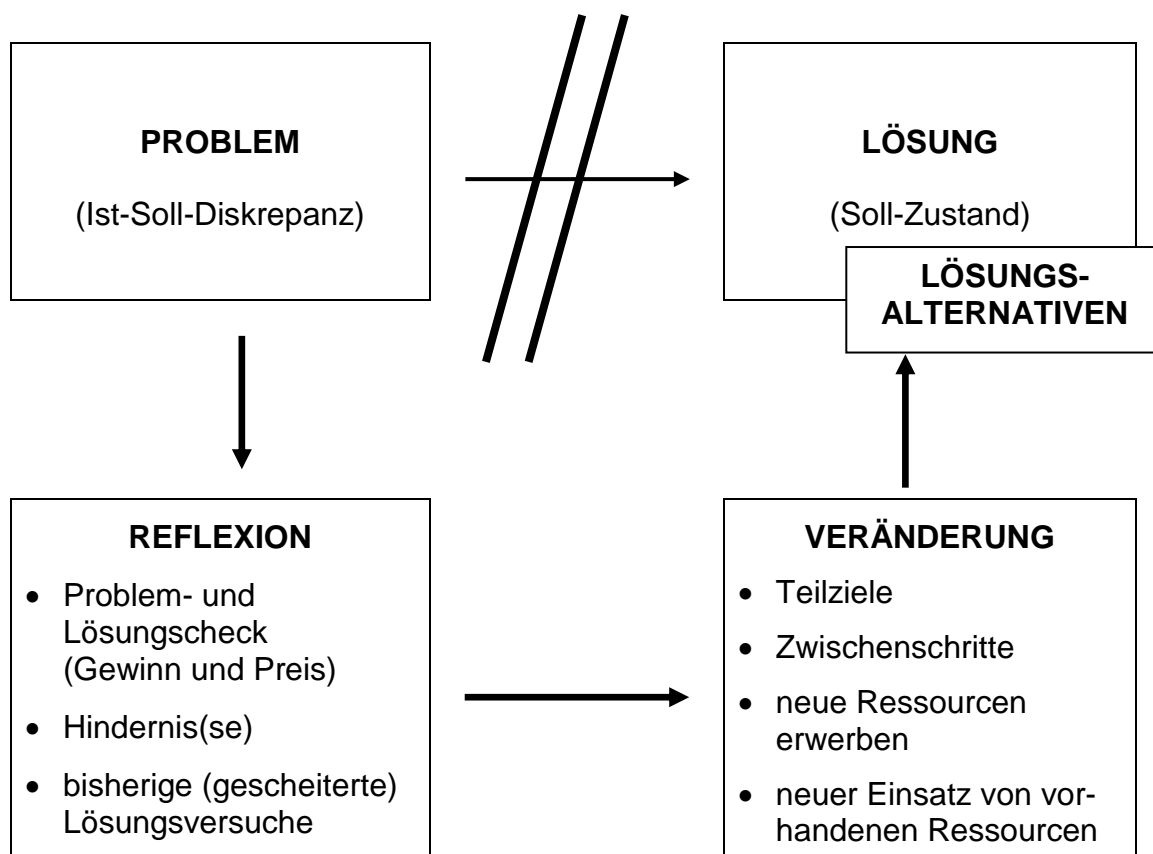 PROBLEM
(Ist-Soll-Diskrepanz)
LÖSUNG
(Soll-Zustand)
LÖSUNGS-
ALTERNATIVEN
REFLEXION
• Problem- und
Lösungscheck
(Gewinn und Preis)
• Hindernis(se)
• bisherige (gescheiterte)
Lösungsversuche
VERÄNDERUNG
• Teilziele
• Zwischenschritte
• neue Ressourcen
erwerben
• neuer Einsatz von vor-
handenen Ressourcen